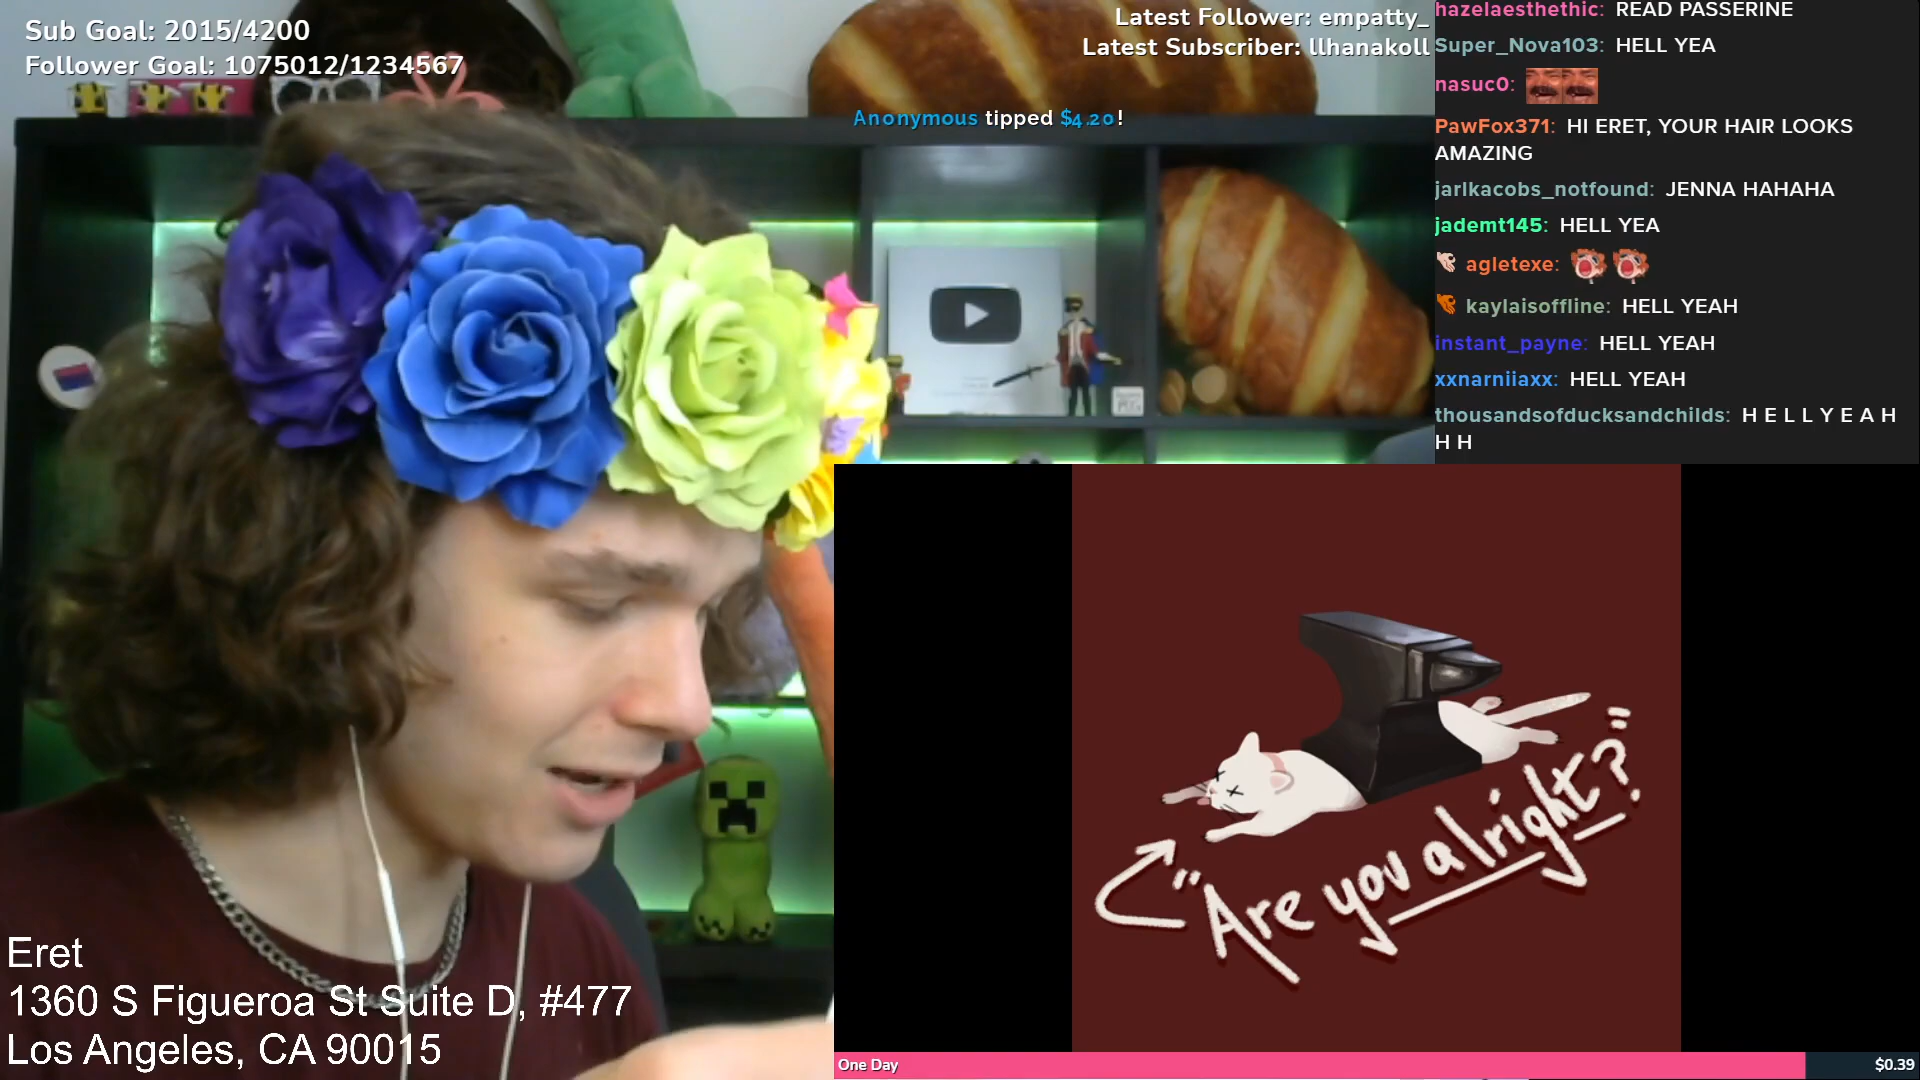 Sub Goal: 2015/4200
Follower Goal: 1075012/1234567
Latest Follower: empatty_
Latest Subscriber: llhanakoll
Anonymous tipped $4.20!
hazelaesthethic: READ PASSERINE
Super_Nova103: HELL YEA
nasuc0:
PawFox371: HI ERET, YOUR HAIR LOOKS
AMAZING
jarlkacobs_notfound: JENNA HAHAHA
jademt145: HELL YEA
agletexe:
kaylaisoffline: HELL YEAH
instant_payne: HELL YEAH
xxnarniiaxx: HELL YEAH
thousandsofducksandchilds: H E L L Y E A H
H H
"Are you alright?"
Eret
1360 S Figueroa St Suite D, #477
Los Angeles, CA 90015
One Day
$0.39